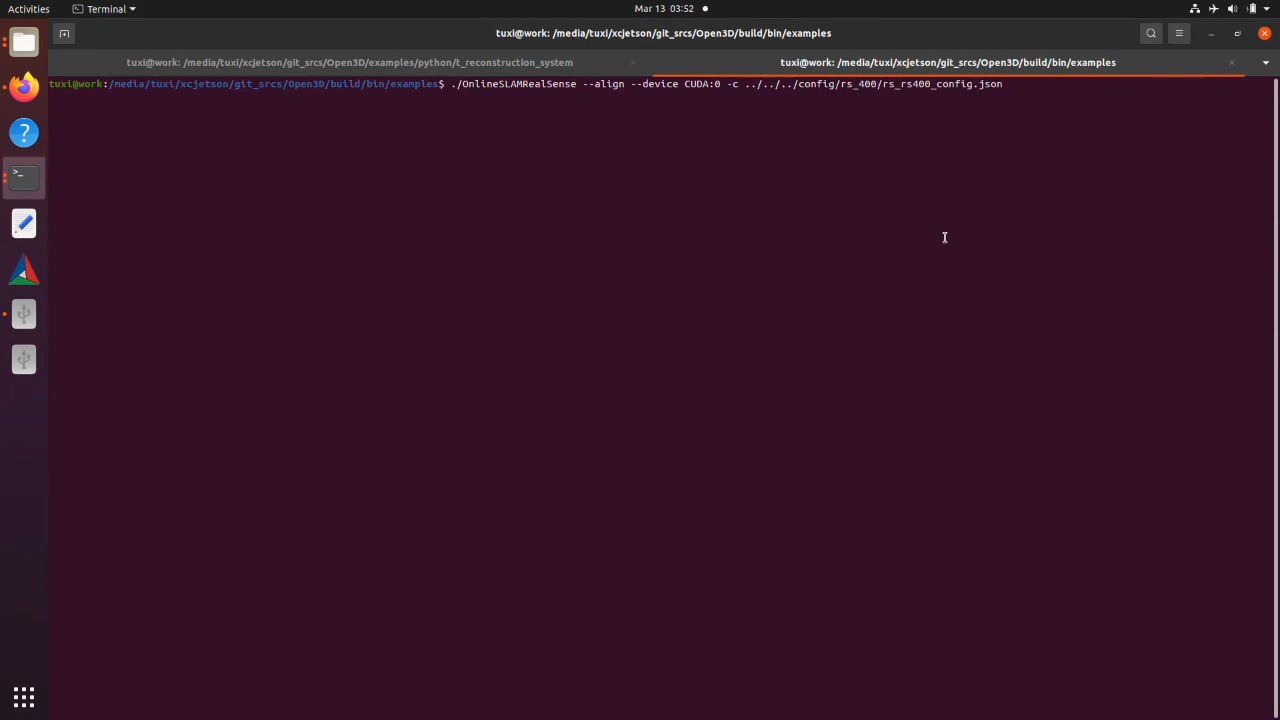 Activities
Terminal
Mar 13 03:52
tuxi@work: /media/tuxi/xcjetson/git_srcs/Open3D/build/bin/examples
tuxi@work: /media/tuxi/xcjetson/git_srcs/Open3D/examples/python/t_reconstruction_system
tuxi@work: /media/tuxi/xcjetson/git_srcs/Open3D/build/bin/examples
tuxi@work:/media/tuxi/xcjetson/git_srcs/Open3D/build/bin/examples$ ./OnlineSLAMRealSense --align --device CUDA:0 -c ../../../config/rs_400/rs_rs400_config.json